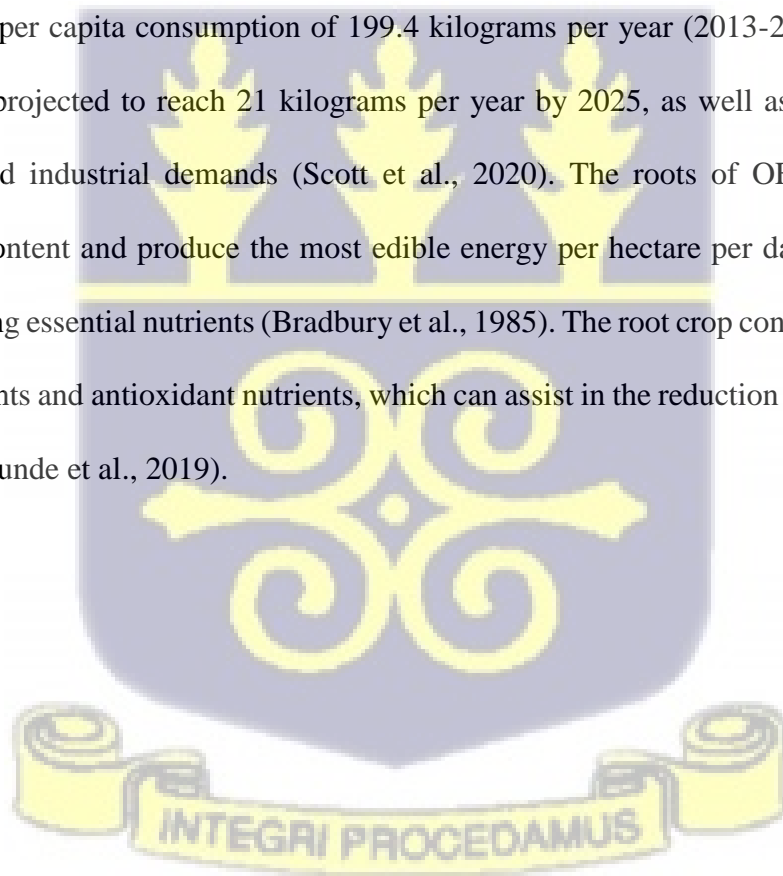 per capita consumption of 199.4 kilograms per year (2013-2
projected to reach 21 kilograms per year by 2025, as well as
d industrial demands (Scott et al., 2020). The roots of OF
ontent and produce the most edible energy per hectare per da
ng essential nutrients (Bradbury et al., 1985). The root crop con
nts and antioxidant nutrients, which can assist in the reduction
unde et al., 2019).
INTEGRI PROCEDAMUS